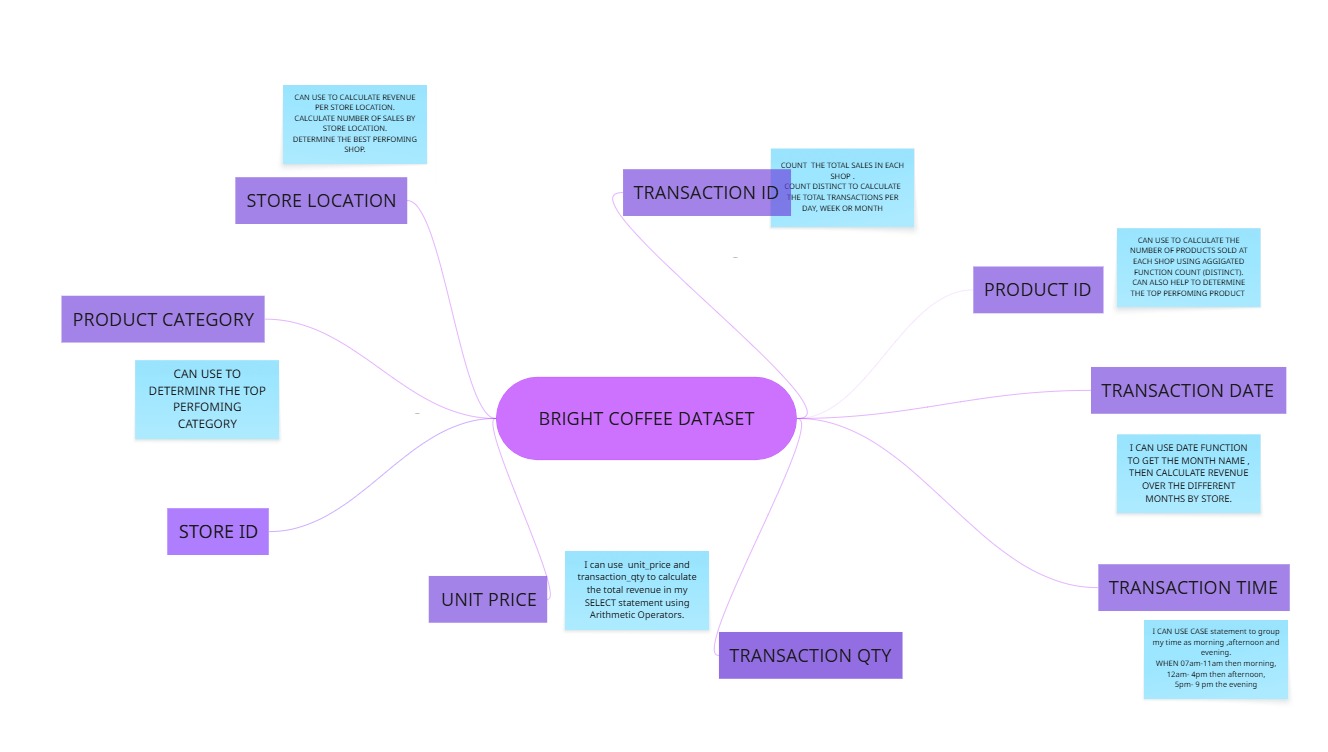 CAN USE TO CALCULATE REVENUE
PER STORE LOCATION.
CALCULATE NUMBER OF SALES BY
STORE LOCATION.
DETERMINE THE BEST PERFOMING
SHOP.
STORE LOCATION
COUNT THE TOTAL SALES IN EACH
SHOP .
COUNT DISTINCT TO CALCULATE
THE TOTAL TRANSACTIONS PER
DAY, WEEK OR MONTH
TRANSACTION ID
CAN USE TO CALCULATE THE
NUMBER OF PRODUCTS SOLD AT
EACH SHOP USING AGGIGATED
FUNCTION COUNT (DISTINCT).
CAN ALSO HELP TO DETERMINE
THE TOP PERFOMING PRODUCT
PRODUCT ID
PRODUCT CATEGORY
CAN USE TO
DETERMINR THE TOP
PERFOMING
CATEGORY
BRIGHT COFFEE DATASET
TRANSACTION DATE
I CAN USE DATE FUNCTION
TO GET THE MONTH NAME ,
THEN CALCULATE REVENUE
OVER THE DIFFERENT
MONTHS BY STORE.
STORE ID
UNIT PRICE
I can use unit_price and
transaction_qty to calculate
the total revenue in my
SELECT statement using
Arithmetic Operators.
TRANSACTION QTY
TRANSACTION TIME
I CAN USE CASE statement to group
my time as morning ,afternoon and
evening.
WHEN 07am-11am then morning,
12am- 4pm then afternoon,
5pm- 9 pm the evening